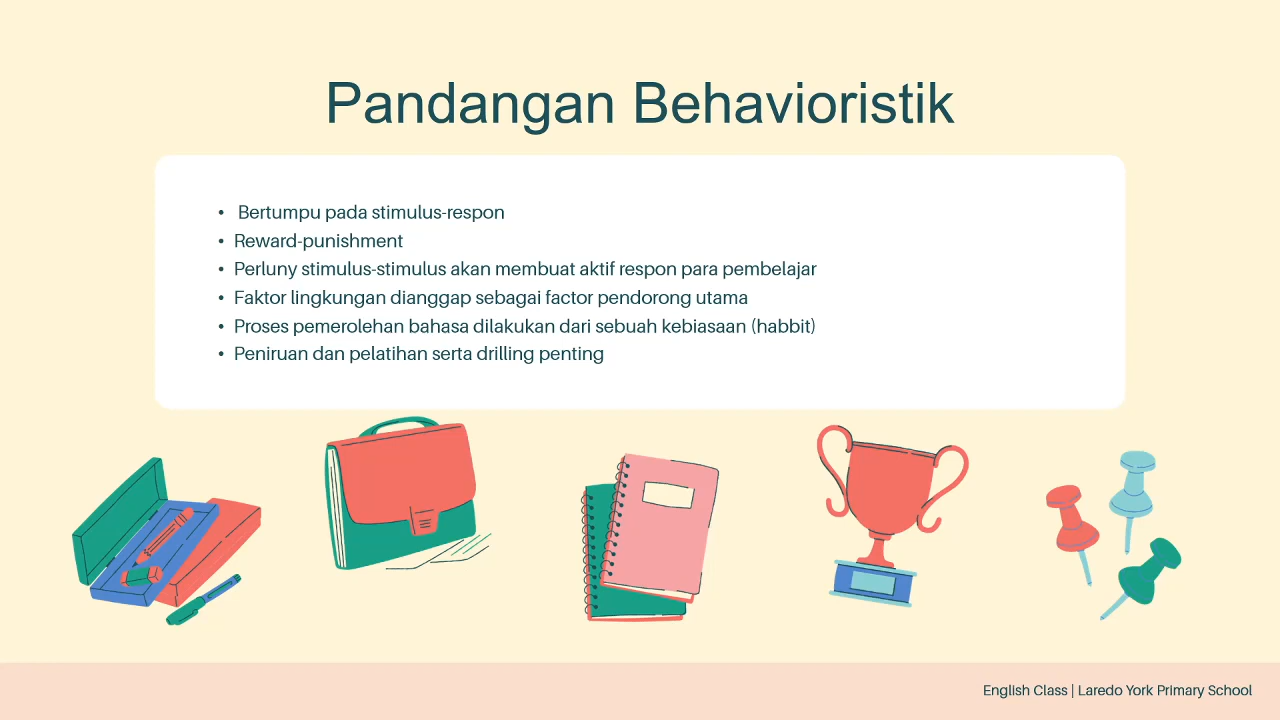 Pandangan Behavioristik
• Bertumpu pada stimulus-respon
• Reward-punishment
• Perluny stimulus-stimulus akan membuat aktif respon para pembelajar
• Faktor lingkungan dianggap sebagai factor pendorong utama
• Proses pemerolehan bahasa dilakukan dari sebuah kebiasaan (habbit)
• Peniruan dan pelatihan serta drilling penting
English Class | Laredo York Primary School